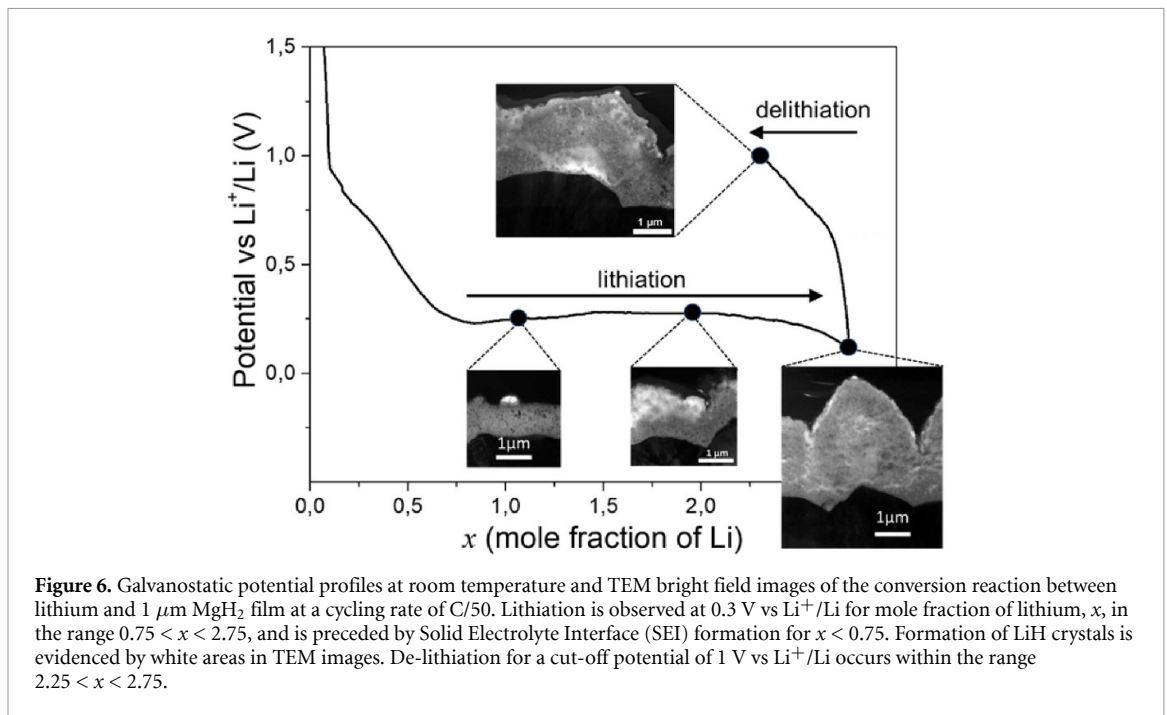 1,5
1,0
0,5
0,0
Potential vs Li⁺/Li (V)
delithiation
1 µm
lithiation
1µm
1 µm
1µm
0,0 0,5 1,0 1,5 2,0
x (mole fraction of Li)
Figure 6. Galvanostatic potential profiles at room temperature and TEM bright field images of the conversion reaction between
lithium and 1 μm MgH₂ film at a cycling rate of C/50. Lithiation is observed at 0.3 V vs Li⁺/Li for mole fraction of lithium, x, in
the range 0.75 < x < 2.75, and is preceded by Solid Electrolyte Interface (SEI) formation for x < 0.75. Formation of LiH crystals is
evidenced by white areas in TEM images. De-lithiation for a cut-off potential of 1 V vs Li⁺/Li occurs within the range
2.25 < x < 2.75.